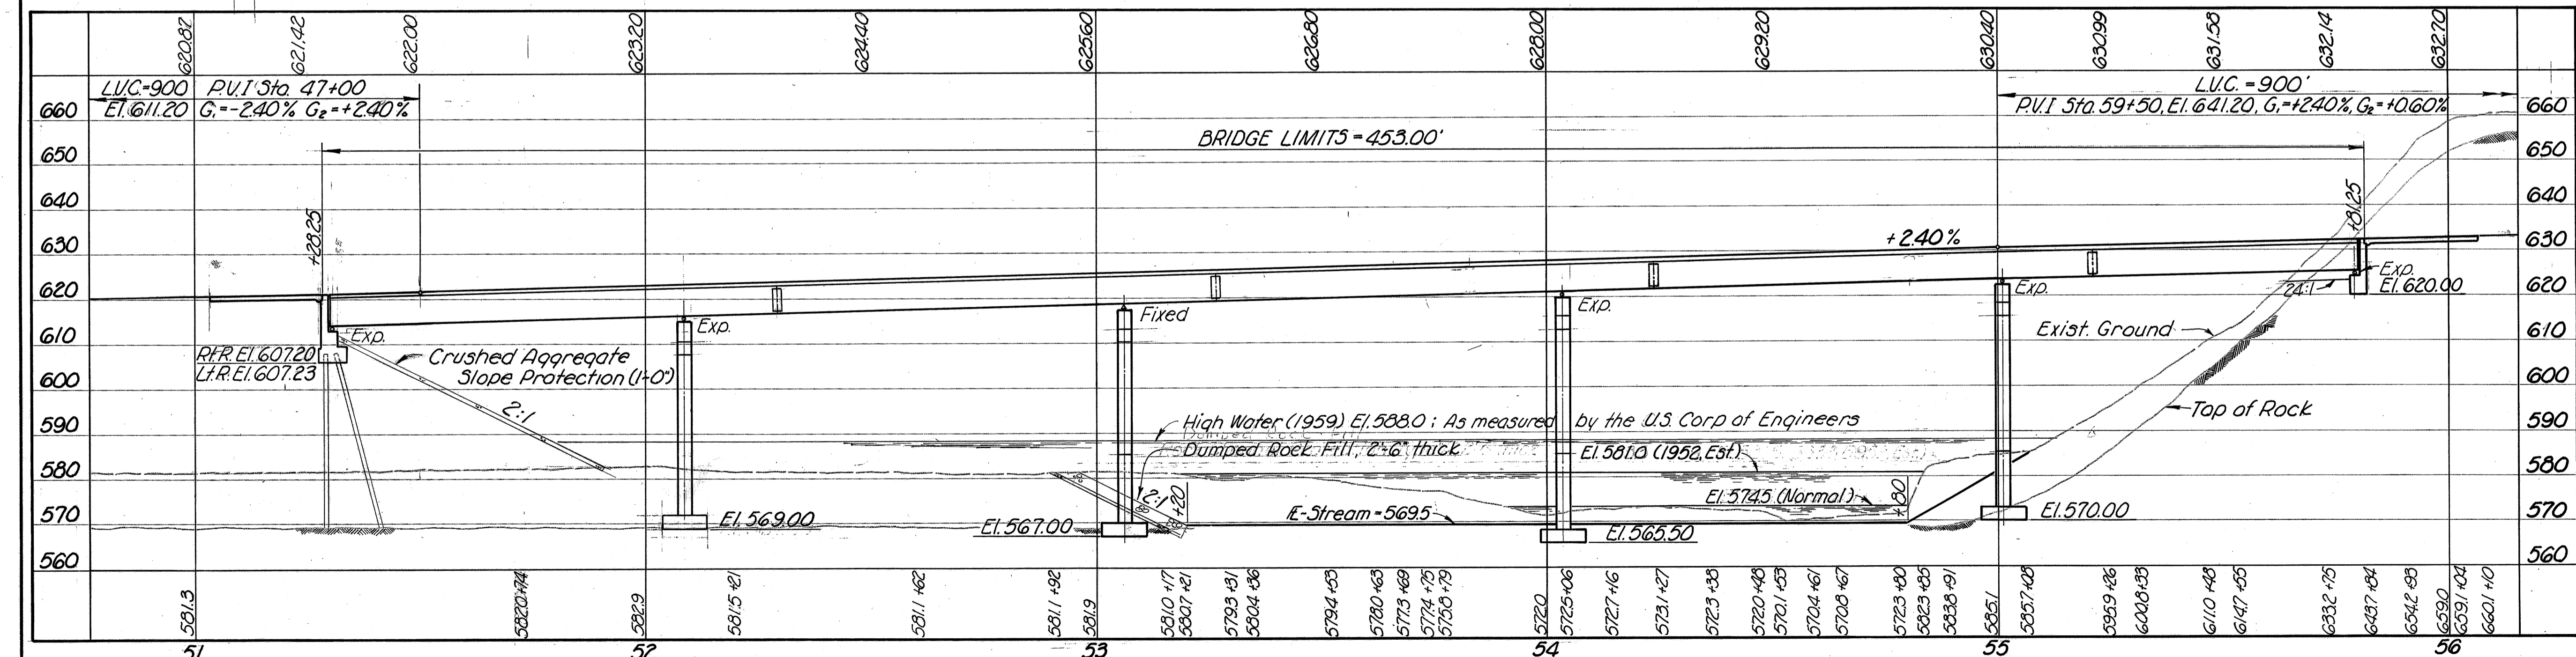 620.82 621.42 622.00 623.20 624.40 625.60 626.80 628.00 629.20 630.40 630.99 631.58 632.14 632.70
L.V.C.=900 P.V.I Sta. 47+00
El. 611.20 G₁=-2.40% G₂=+2.40%
L.V.C. = 900'
P.V.I Sta. 59+50, El. 641.20, G₁=+2.40%, G₂=+0.60%
660 660
BRIDGE LIMITS = 453.00'
650 650
640 640
+28.25
+81.25
630 630
+2.40%
620 620
Exp.
El. 620.00
24:1
Exp.
Exp.
Fixed
Exp.
Exp.
610 610
Exist. Ground
Rt.R. El. 607.20
Lt.R. El. 607.23
Crushed Aggregate
Slope Protection (1'-0")
600 600
2:1
Top of Rock
590 590
High Water (1959) El. 588.0 ; As measured by the U.S. Corp of Engineers
Dumped Rock Fill, 2'-6" thick
El. 581.0 (1952, Est)
580 580
2:1
+20
El. 574.5 (Normal)
+80
570 570
El. 569.00
El. 567.00
E-Stream = 569.5
El. 565.50
El. 570.00
560 560
581.3 582.0 +74 582.9 581.5 +21 581.1 +62 581.1 +92 581.9 581.0 +17 580.7 +21 579.3 +31 580.4 +36 579.4 +53 578.0 +63 577.3 +69 577.4 +75 575.8 +79 572.0 572.5 +06 572.7 +16 573.1 +27 572.3 +38 572.0 +48 570.1 +53 570.4 +61 570.8 +67 572.3 +80 582.3 +85 583.8 +91 585.1 585.7 +08 595.9 +26 600.8 +33 611.0 +48 614.7 +55 633.2 +75 643.7 +84 654.2 +93 659.0 659.1 +04 660.1 +10
51 52 53 54 55 56